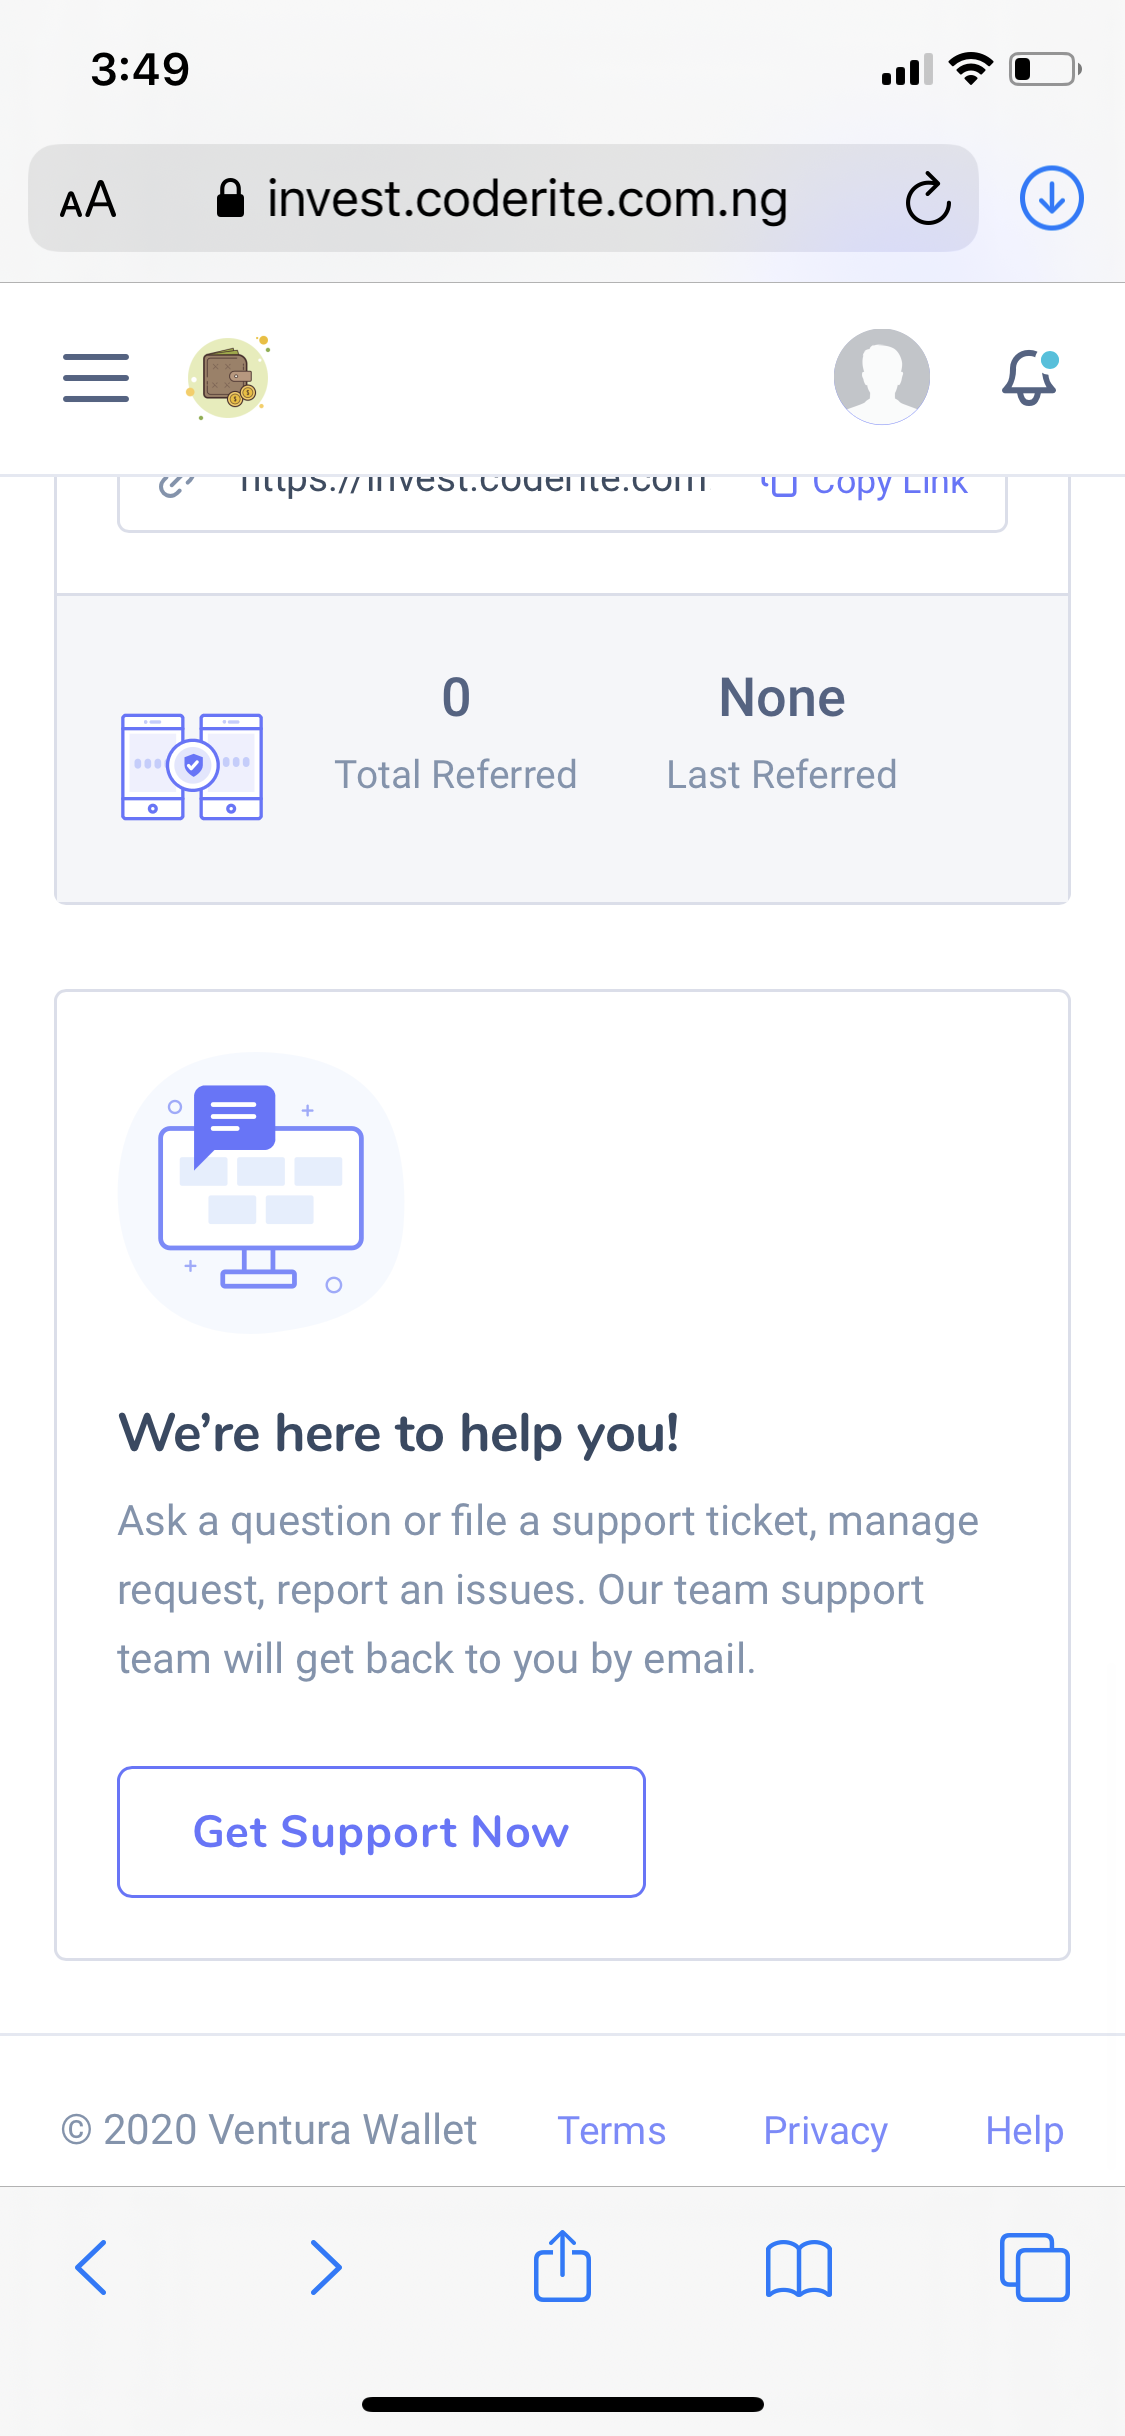 3:49
AA invest.coderite.com.ng
https://invest.coderite.com Copy Link
0 None
Total Referred Last Referred
We're here to help you!
Ask a question or file a support ticket, manage
request, report an issues. Our team support
team will get back to you by email.
Get Support Now
© 2020 Ventura Wallet Terms Privacy Help